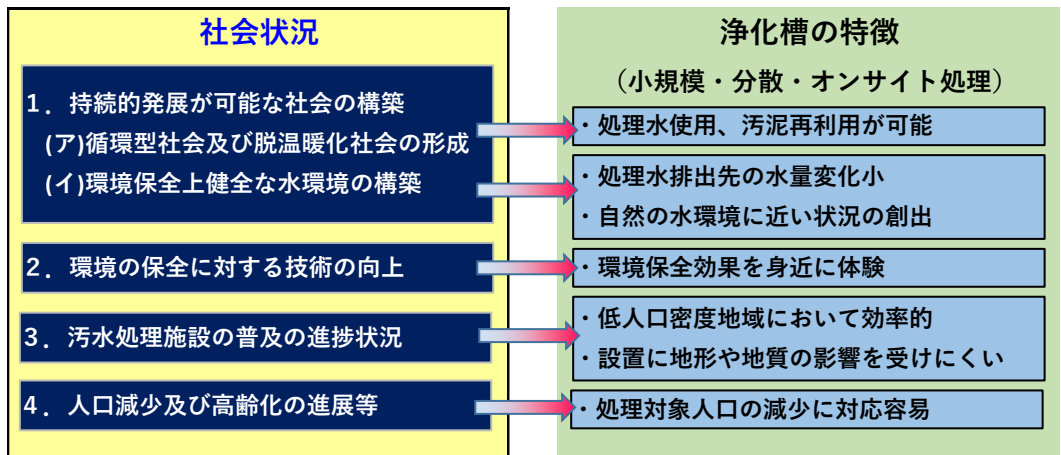 社会状況
1．持続的発展が可能な社会の構築
(ア)循環型社会及び脱温暖化社会の形成
(イ)環境保全上健全な水環境の構築
2．環境の保全に対する技術の向上
3．汚水処理施設の普及の進捗状況
4．人口減少及び高齢化の進展等
浄化槽の特徴
（小規模・分散・オンサイト処理）
・処理水使用、汚泥再利用が可能
・処理水排出先の水量変化小
・自然の水環境に近い状況の創出
・環境保全効果を身近に体験
・低人口密度地域において効率的
・設置に地形や地質の影響を受けにくい
・処理対象人口の減少に対応容易